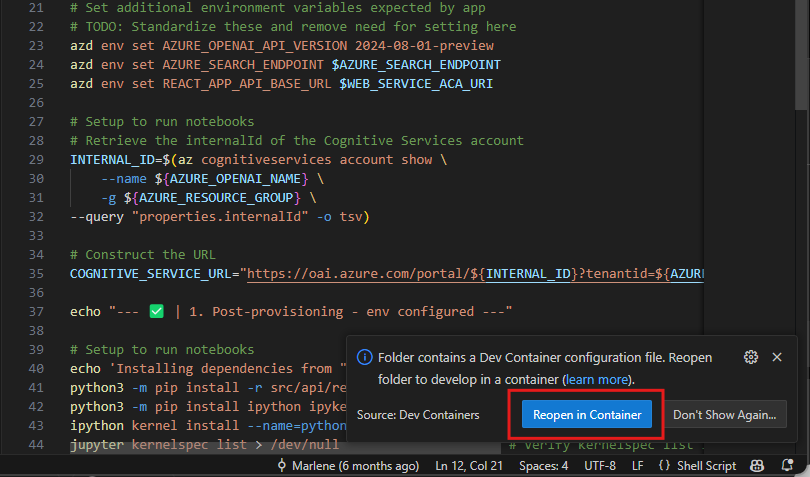 21 # Set additional environment variables expected by app
22 # TODO: Standardize these and remove need for setting here
23 azd env set AZURE_OPENAI_API_VERSION 2024-08-01-preview
24 azd env set AZURE_SEARCH_ENDPOINT $AZURE_SEARCH_ENDPOINT
25 azd env set REACT_APP_API_BASE_URL $WEB_SERVICE_ACA_URI
26
27 # Setup to run notebooks
28 # Retrieve the internalId of the Cognitive Services account
29 INTERNAL_ID=$(az cognitiveservices account show \
30 --name ${AZURE_OPENAI_NAME} \
31 -g ${AZURE_RESOURCE_GROUP} \
32 --query "properties.internalId" -o tsv)
33
34 # Construct the URL
35 COGNITIVE_SERVICE_URL="https://oai.azure.com/portal/${INTERNAL_ID}?tenantid=${AZUR
36
37 echo "--- ✅ | 1. Post-provisioning - env configured ---"
38
39 # Setup to run notebooks
40 echo 'Installing dependencies from "
41 python3 -m pip install -r src/api/re
42 python3 -m pip install ipython ipyke
43 ipython kernel install --name=python
44 jupyter kernelspec list > /dev/null # Verify kernelspec list
Folder contains a Dev Container configuration file. Reopen
folder to develop in a container (learn more).
Source: Dev Containers
Reopen in Container
Don't Show Again...
Marlene (6 months ago) Ln 12, Col 21 Spaces: 4 UTF-8 LF {} Shell Script